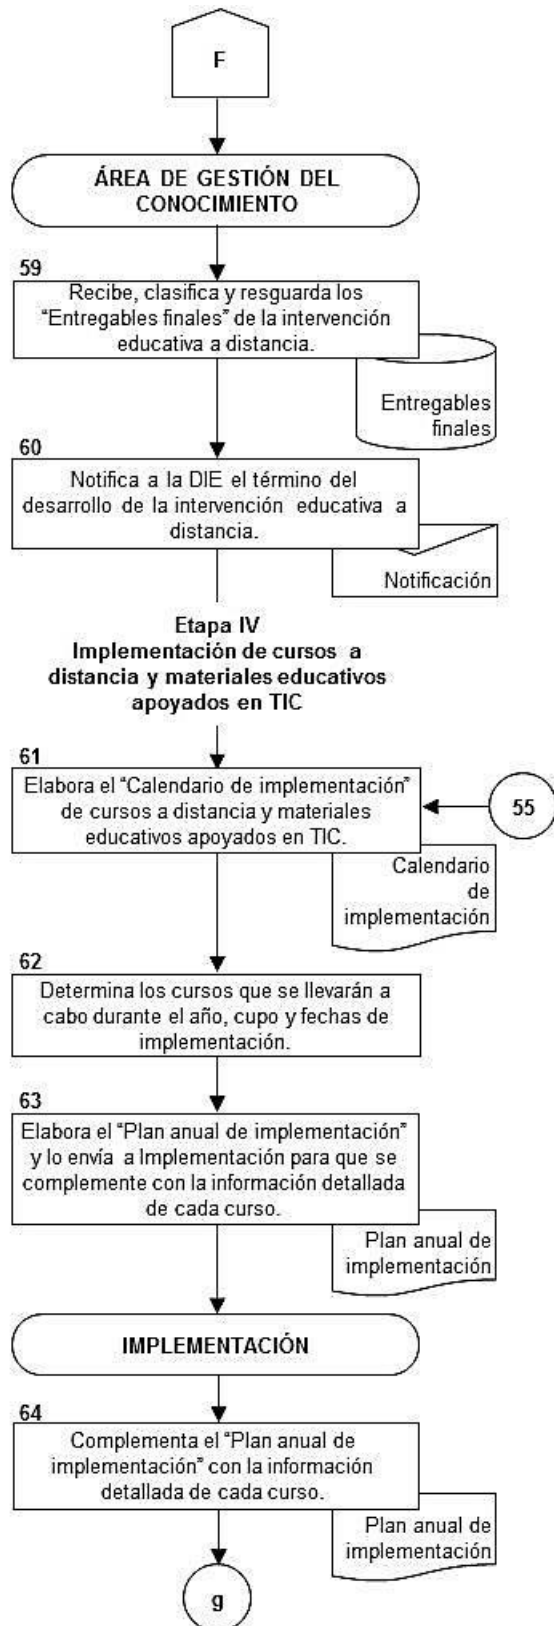 F
ÁREA DE GESTIÓN DEL
CONOCIMIENTO
59
Recibe, clasifica y resguarda los
“Entregables finales” de la intervención
educativa a distancia.
Entregables
finales
60
Notifica a la DIE el término del
desarrollo de la intervención educativa a
distancia.
Notificación
Etapa IV
Implementación de cursos a
distancia y materiales educativos
apoyados en TIC
61
Elabora el “Calendario de implementación”
de cursos a distancia y materiales
educativos apoyados en TIC.
55
Calendario
de
implementación
62
Determina los cursos que se llevarán a
cabo durante el año, cupo y fechas de
implementación.
63
Elabora el “Plan anual de implementación”
y lo envía a Implementación para que se
complemente con la información detallada
de cada curso.
Plan anual de
implementación
IMPLEMENTACIÓN
64
Complementa el “Plan anual de
implementación” con la información
detallada de cada curso.
Plan anual de
implementación
g